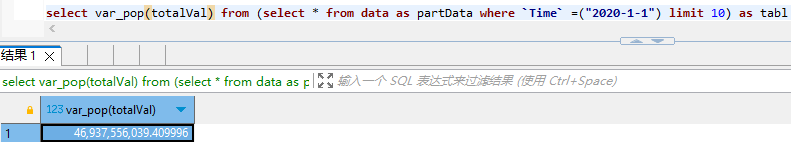 select var_pop(totalVal) from (select * from data as partData where `Time` =("2020-1-1") limit 10) as tabl
结果 1
select var_pop(totalVal) from (select * from data as p 输入一个 SQL 表达式来过滤结果 (使用 Ctrl+Space)
123 var_pop(totalVal)
1 46,937,556,039.409996